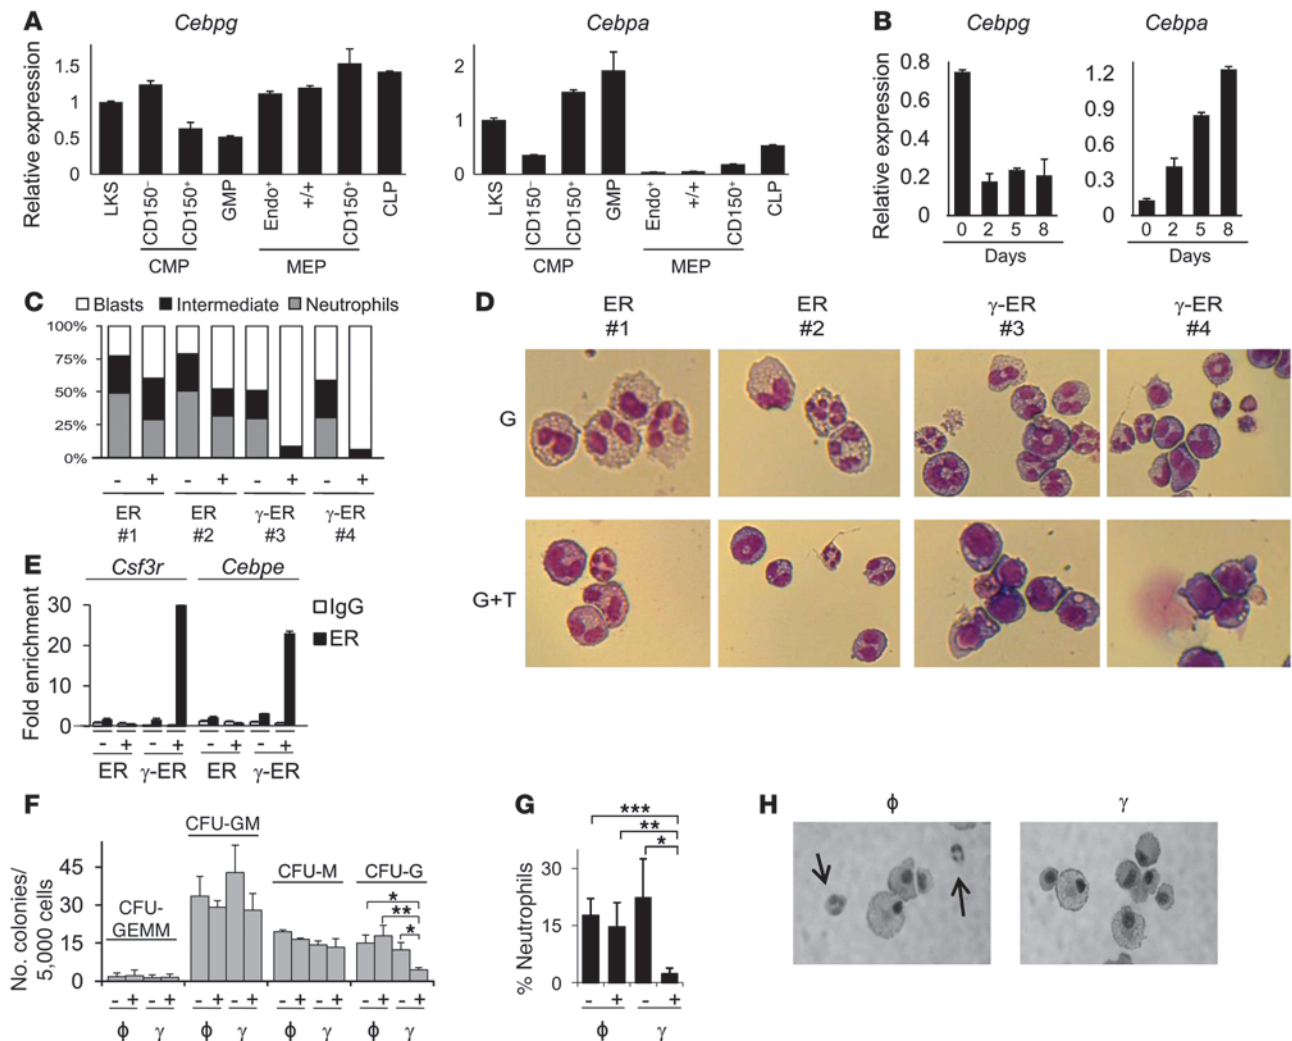 A
Cebpg
Relative expression
1.5
1
0.5
0
LKS
CD150⁻
CD150⁺
GMP
Endo⁺
+/+
CD150⁺
CLP
CMP
MEP
Cebpa
2
1
0
LKS
CD150⁻
CD150⁺
GMP
Endo⁺
+/+
CD150⁺
CLP
CMP
MEP
B
Cebpg
Relative expression
0.8
0.6
0.4
0.2
0
0 2 5 8
Days
Cebpa
1.2
0.9
0.6
0.3
0
0 2 5 8
Days
C
Blasts Intermediate Neutrophils
100%
75%
50%
25%
0%
- + - + - + - +
ER ER γ-ER γ-ER
#1 #2 #3 #4
D
ER ER γ-ER γ-ER
#1 #2 #3 #4
G
G+T
E
Csf3r Cebpe
Fold enrichment
30
20
10
0
IgG
ER
- + - + - + - +
ER γ-ER ER γ-ER
F
No. colonies/
5,000 cells
45
30
15
0
CFU-
GEMM
CFU-GM
CFU-M
CFU-G
*
**
*
- + - + - + - + - + - + - + - +
ϕ γ ϕ γ ϕ γ ϕ γ
G
% Neutrophils
30
15
0
***
**
*
- + - +
ϕ γ
H
ϕ γ